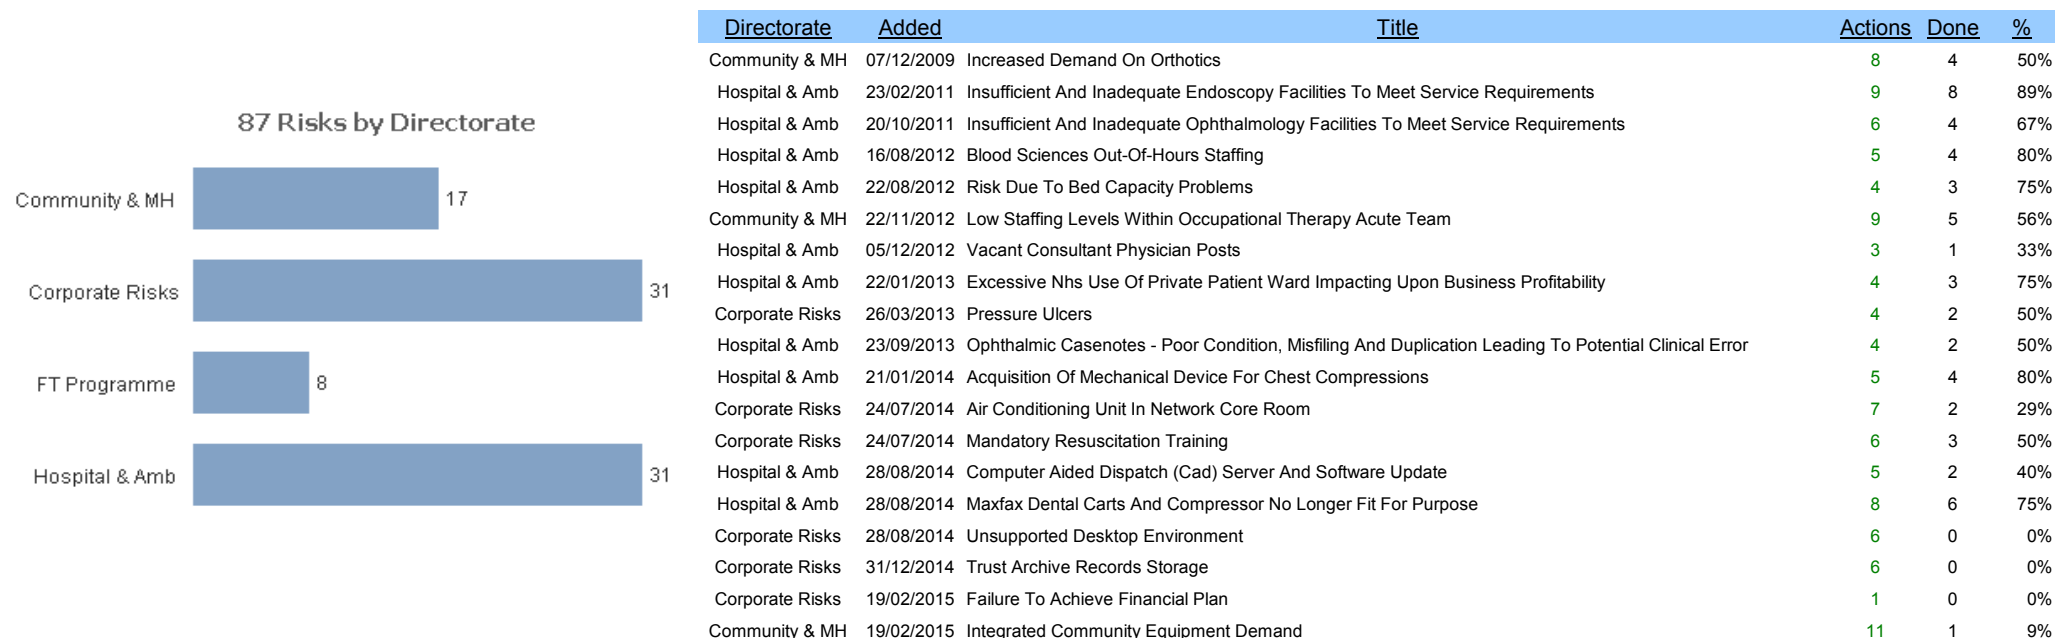 87 Risks by Directorate
Community & MH 17
Corporate Risks 31
FT Programme 8
Hospital & Amb 31
Directorate Added Title Actions Done %
Community & MH 07/12/2009 Increased Demand On Orthotics 8 4 50%
Hospital & Amb 23/02/2011 Insufficient And Inadequate Endoscopy Facilities To Meet Service Requirements 9 8 89%
Hospital & Amb 20/10/2011 Insufficient And Inadequate Ophthalmology Facilities To Meet Service Requirements 6 4 67%
Hospital & Amb 16/08/2012 Blood Sciences Out-Of-Hours Staffing 5 4 80%
Hospital & Amb 22/08/2012 Risk Due To Bed Capacity Problems 4 3 75%
Community & MH 22/11/2012 Low Staffing Levels Within Occupational Therapy Acute Team 9 5 56%
Hospital & Amb 05/12/2012 Vacant Consultant Physician Posts 3 1 33%
Hospital & Amb 22/01/2013 Excessive Nhs Use Of Private Patient Ward Impacting Upon Business Profitability 4 3 75%
Corporate Risks 26/03/2013 Pressure Ulcers 4 2 50%
Hospital & Amb 23/09/2013 Ophthalmic Casenotes - Poor Condition, Misfiling And Duplication Leading To Potential Clinical Error 4 2 50%
Hospital & Amb 21/01/2014 Acquisition Of Mechanical Device For Chest Compressions 5 4 80%
Corporate Risks 24/07/2014 Air Conditioning Unit In Network Core Room 7 2 29%
Corporate Risks 24/07/2014 Mandatory Resuscitation Training 6 3 50%
Hospital & Amb 28/08/2014 Computer Aided Dispatch (Cad) Server And Software Update 5 2 40%
Hospital & Amb 28/08/2014 Maxfax Dental Carts And Compressor No Longer Fit For Purpose 8 6 75%
Corporate Risks 28/08/2014 Unsupported Desktop Environment 6 0 0%
Corporate Risks 31/12/2014 Trust Archive Records Storage 6 0 0%
Corporate Risks 19/02/2015 Failure To Achieve Financial Plan 1 0 0%
Community & MH 19/02/2015 Integrated Community Equipment Demand 11 1 9%